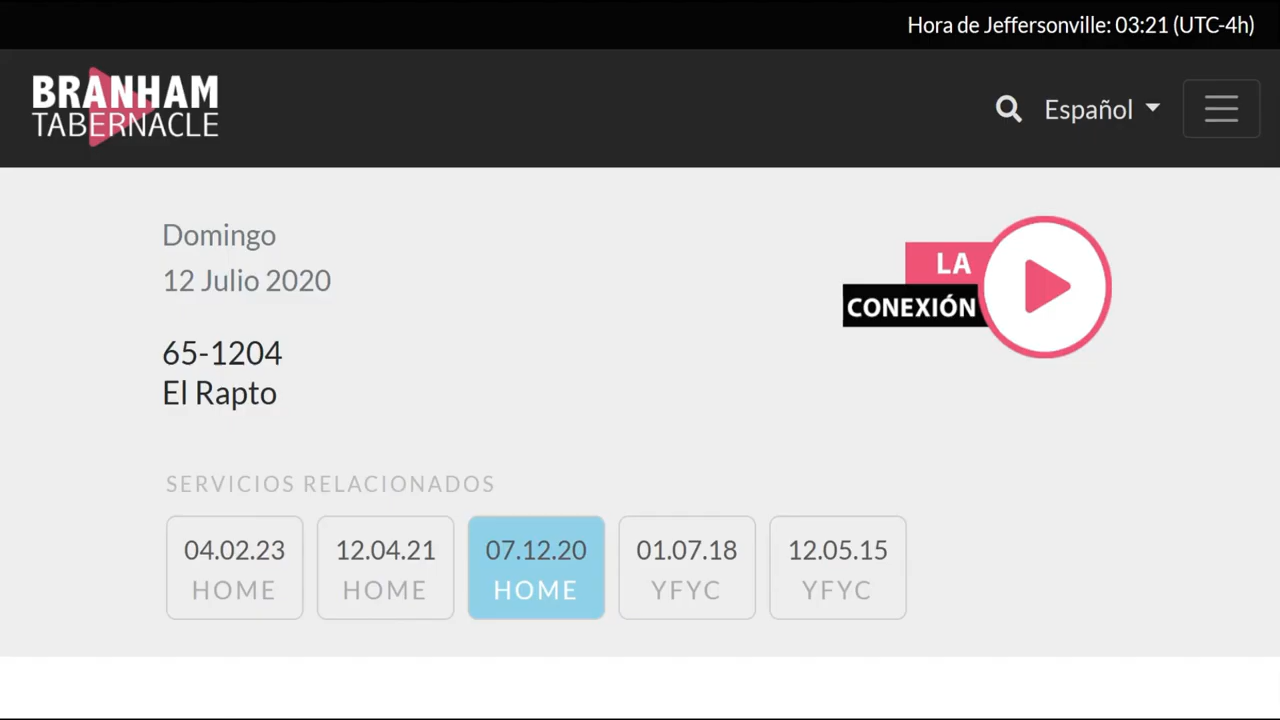 Hora de Jeffersonville: 03:21 (UTC-4h)
BRANHAM
TABERNACLE
Español
Domingo
12 Julio 2020
LA
CONEXIÓN
65-1204
El Rapto
SERVICIOS RELACIONADOS
04.02.23 12.04.21 07.12.20 01.07.18 12.05.15
HOME HOME HOME YFYC YFYC